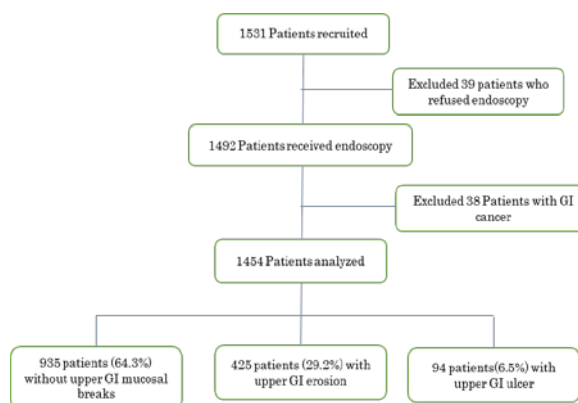 1531 Patients recruited
Excluded 39 patients who
refused endoscopy
1492 Patients received endoscopy
Excluded 38 Patients with GI
cancer
1454 Patients analyzed
935 patients (64.3%)
without upper GI mucosal
breaks
425 patients (29.2%) with
upper GI erosion
94 patients(6.5%) with
upper GI ulcer